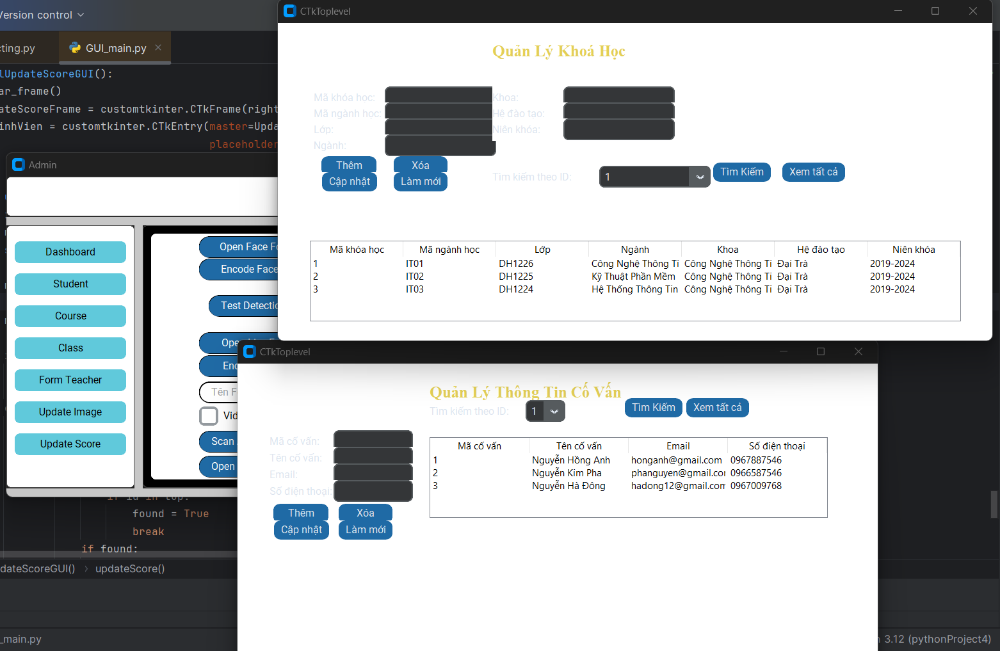 Version control
CTkToplevel
cting.py
GUI_main.py
lUpdateScoreGUI():
ar_frame()
ateScoreFrame = customtkinter.CTkFrame(right
inhVien = customtkinter.CTkEntry(master=Upda
placeholder
Quản Lý Khoá Học
Mã khóa học:
Khoa:
Mã ngành học:
Hệ đào tạo:
Lớp:
Niên khóa:
Ngành:
Thêm
Xóa
Cập nhật
Làm mới
Tìm kiếm theo ID:
1
Tìm Kiếm
Xem tất cả
Mã khóa học Mã ngành học Lớp Ngành Khoa Hệ đào tạo Niên khóa
1 IT01 DH1226 Công Nghệ Thông Ti Công Nghệ Thông Ti Đại Trà 2019-2024
2 IT02 DH1225 Kỹ Thuật Phần Mềm Công Nghệ Thông Ti Đại Trà 2019-2024
3 IT03 DH1224 Hệ Thống Thông Tin Công Nghệ Thông Ti Đại Trà 2019-2024
Admin
Dashboard
Student
Course
Class
Form Teacher
Update Image
Update Score
Open Face Fo
Encode Face
Test Detectio
Ope
Enc
Tên F
Vid
Scan
Open
CTkToplevel
Quản Lý Thông Tin Cố Vấn
Tìm kiếm theo ID:
1
Tìm Kiếm
Xem tất cả
Mã cố vấn:
Tên cố vấn:
Email:
Số điện thoại:
Thêm
Xóa
Cập nhật
Làm mới
Mã cố vấn Tên cố vấn Email Số điện thoại
1 Nguyễn Hồng Anh honganh@gmail.com 0967887546
2 Nguyễn Kim Pha phanguyen@gmail.com 0966587546
3 Nguyễn Hà Đông hadong12@gmail.com 0967009768
if id in top:
found = True
break
if found:
dateScoreGUI()
updateScore()
_main.py
3.12 (pythonProject4)